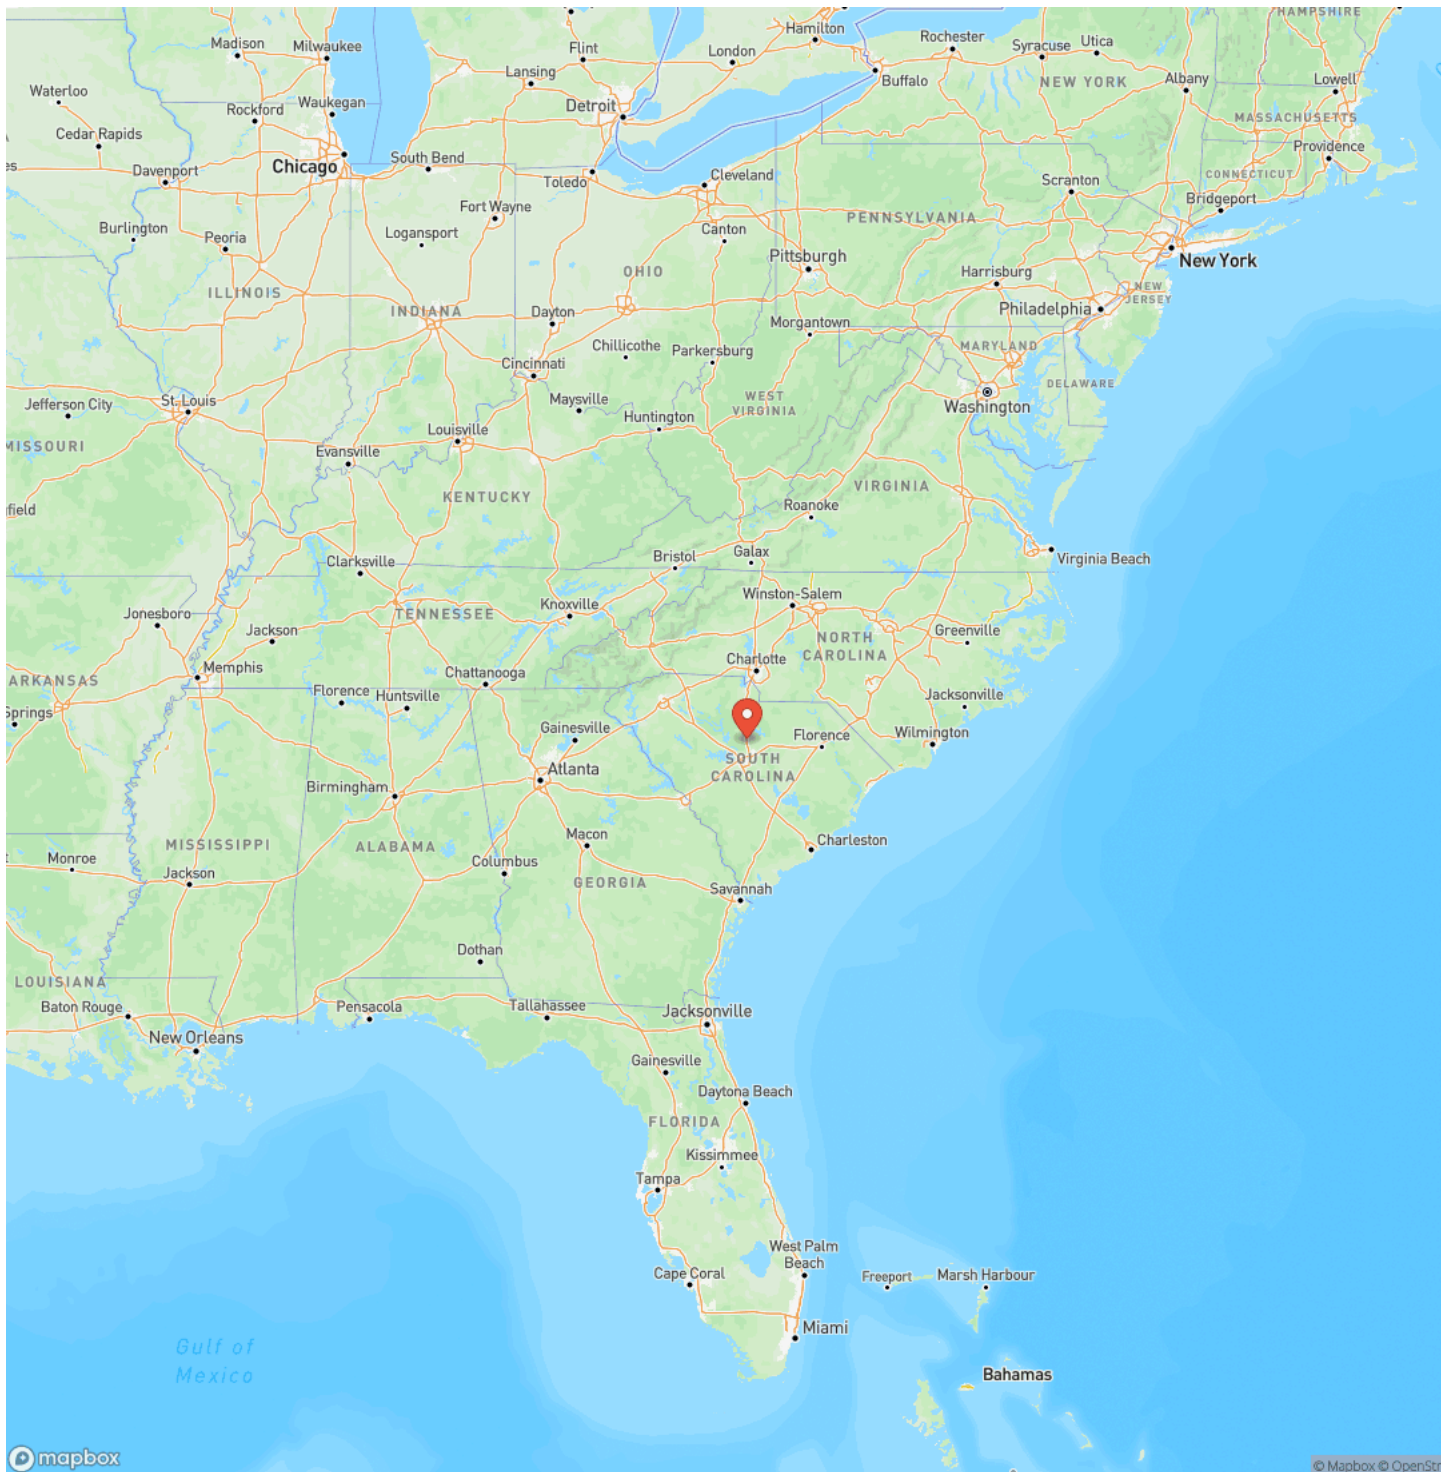 HAMPSHIRE
Hamilton
Rochester
Madison
Milwaukee
Flint
London
Syracuse
Utica
Lansing
Buffalo
NEW YORK
Albany
Lowell
Waterloo
Rockford
Waukegan
Detroit
MASSACHUSETTS
Cedar Rapids
Providence
es
Chicago
South Bend
Davenport
Toledo
Cleveland
Scranton
CONNECTICUT
Bridgeport
Fort Wayne
PENNSYLVANIA
Burlington
Peoria
Logansport
Canton
Pittsburgh
New York
OHIO
Harrisburg
ILLINOIS
NEW
JERSEY
INDIANA
Dayton
Philadelphia
Morgantown
Chillicothe
Parkersburg
MARYLAND
Cincinnati
DELAWARE
Jefferson City
St. Louis
Maysville
WEST
VIRGINIA
Washington
Huntington
Louisville
MISSOURI
Evansville
VIRGINIA
KENTUCKY
field
Roanoke
Clarksville
Bristol
Galax
Virginia Beach
Winston-Salem
Jonesboro
TENNESSEE
Knoxville
Jackson
NORTH
CAROLINA
Greenville
Memphis
Charlotte
Chattanooga
ARKANSAS
Florence
Huntsville
Jacksonville
Springs
Gainesville
Florence
Wilmington
SOUTH
CAROLINA
Atlanta
Birmingham
Macon
Charleston
MISSISSIPPI
ALABAMA
t
Monroe
Columbus
Jackson
GEORGIA
Savannah
Dothan
LOUISIANA
Baton Rouge
Pensacola
Tallahassee
Jacksonville
New Orleans
Gainesville
Daytona Beach
FLORIDA
Kissimmee
Tampa
West Palm
Beach
Cape Coral
Freeport
Marsh Harbour
Miami
Gulf of
Mexico
Bahamas
mapbox
© Mapbox © OpenStr